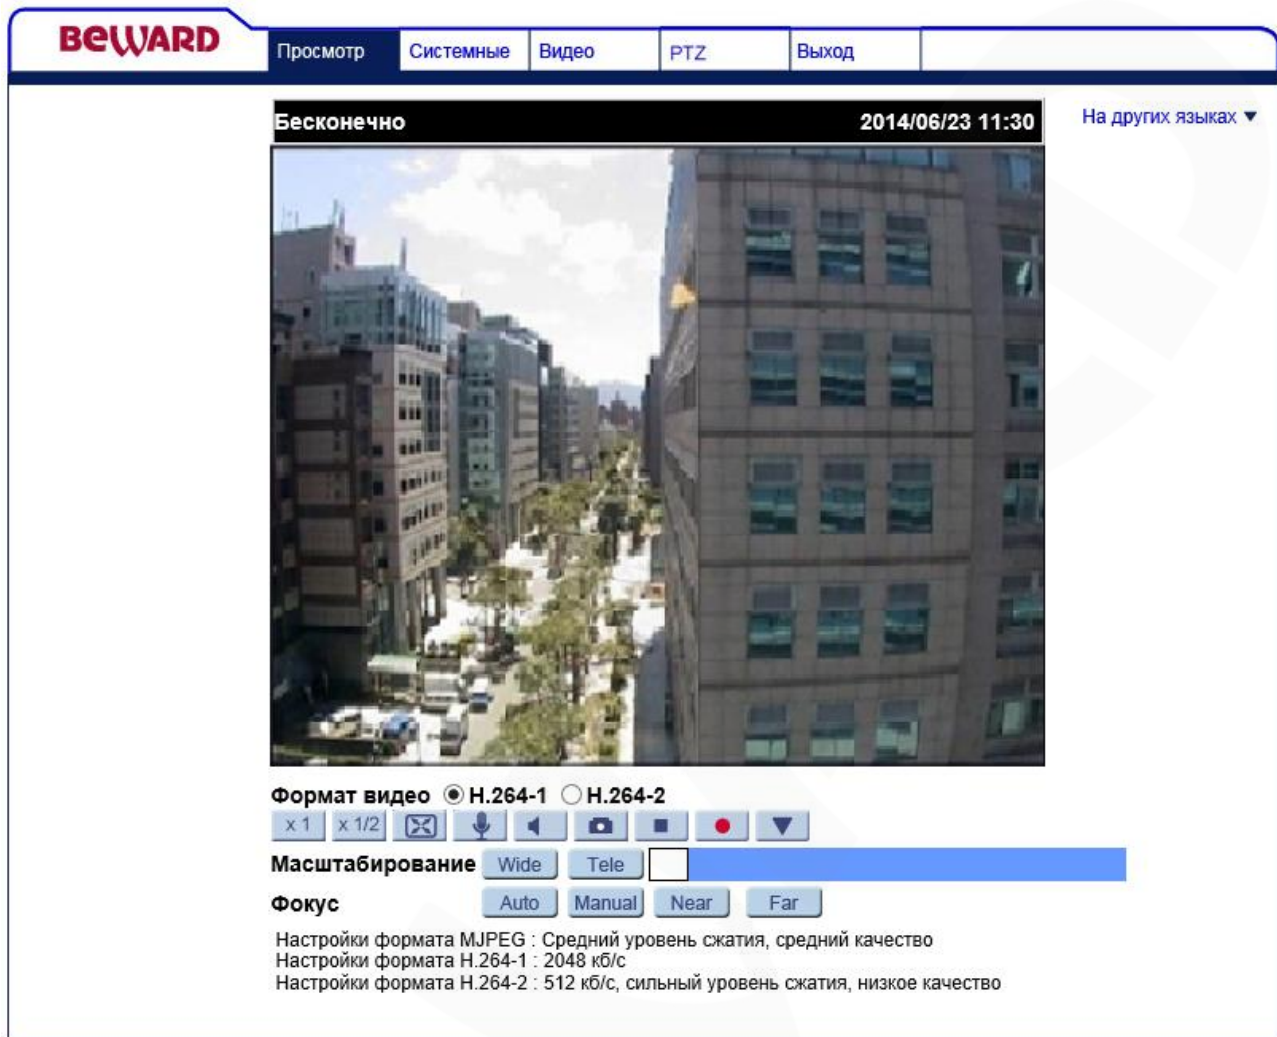 BEWARD
Просмотр Системные Видео PTZ Выход
Бесконечно 2014/06/23 11:30
На других языках ▼
Формат видео H.264-1 H.264-2
x 1 x 1/2
Масштабирование Wide Tele
Фокус Auto Manual Near Far
Настройки формата MJPEG : Средний уровень сжатия, средний качество
Настройки формата H.264-1 : 2048 кб/с
Настройки формата H.264-2 : 512 кб/с, сильный уровень сжатия, низкое качество